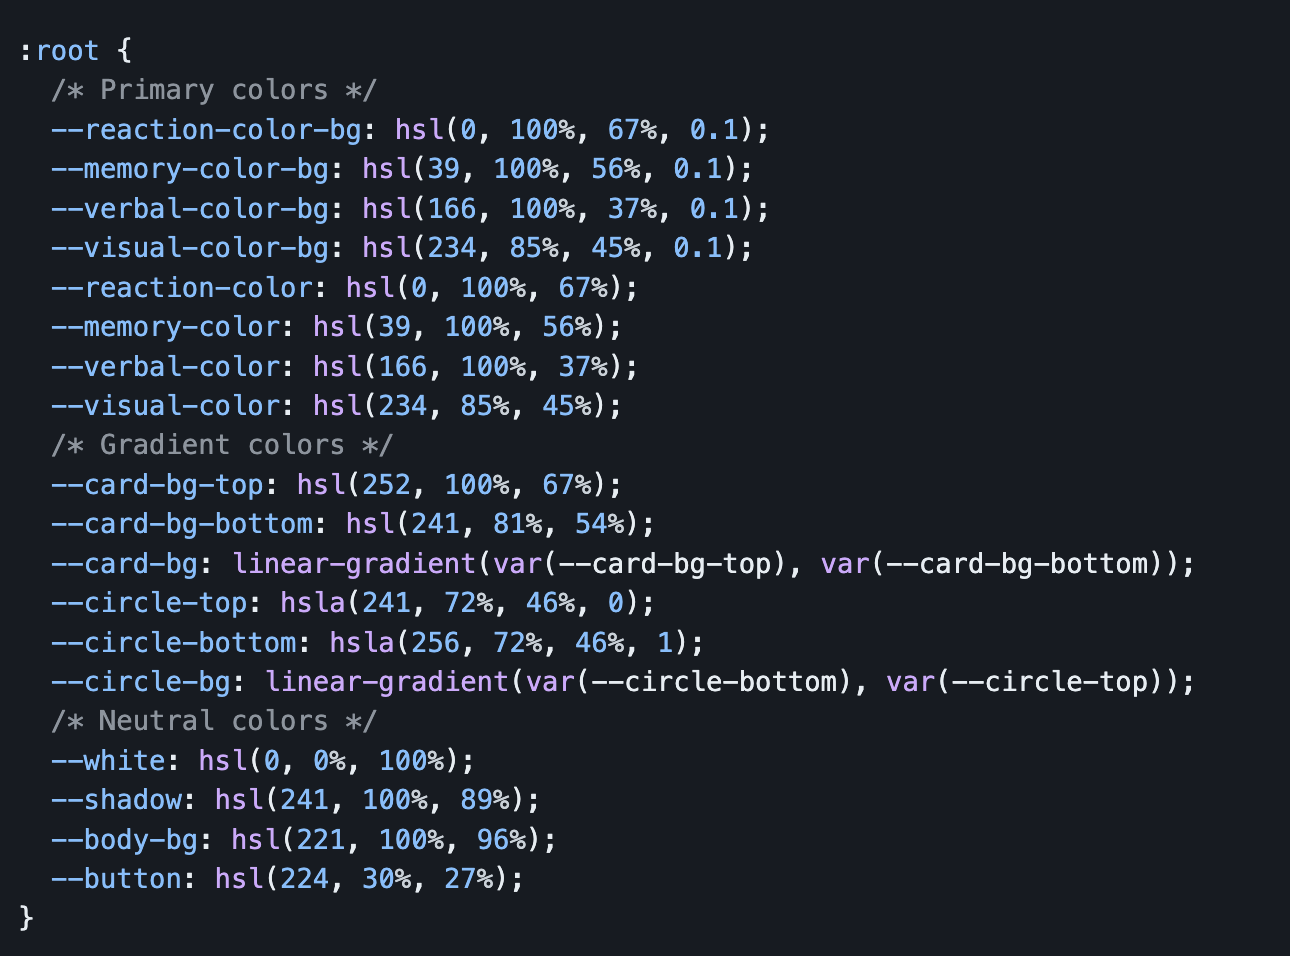 :root {
/* Primary colors */
--reaction-color-bg: hsl(0, 100%, 67%, 0.1);
--memory-color-bg: hsl(39, 100%, 56%, 0.1);
--verbal-color-bg: hsl(166, 100%, 37%, 0.1);
--visual-color-bg: hsl(234, 85%, 45%, 0.1);
--reaction-color: hsl(0, 100%, 67%);
--memory-color: hsl(39, 100%, 56%);
--verbal-color: hsl(166, 100%, 37%);
--visual-color: hsl(234, 85%, 45%);
/* Gradient colors */
--card-bg-top: hsl(252, 100%, 67%);
--card-bg-bottom: hsl(241, 81%, 54%);
--card-bg: linear-gradient(var(--card-bg-top), var(--card-bg-bottom));
--circle-top: hsla(241, 72%, 46%, 0);
--circle-bottom: hsla(256, 72%, 46%, 1);
--circle-bg: linear-gradient(var(--circle-bottom), var(--circle-top));
/* Neutral colors */
--white: hsl(0, 0%, 100%);
--shadow: hsl(241, 100%, 89%);
--body-bg: hsl(221, 100%, 96%);
--button: hsl(224, 30%, 27%);
}